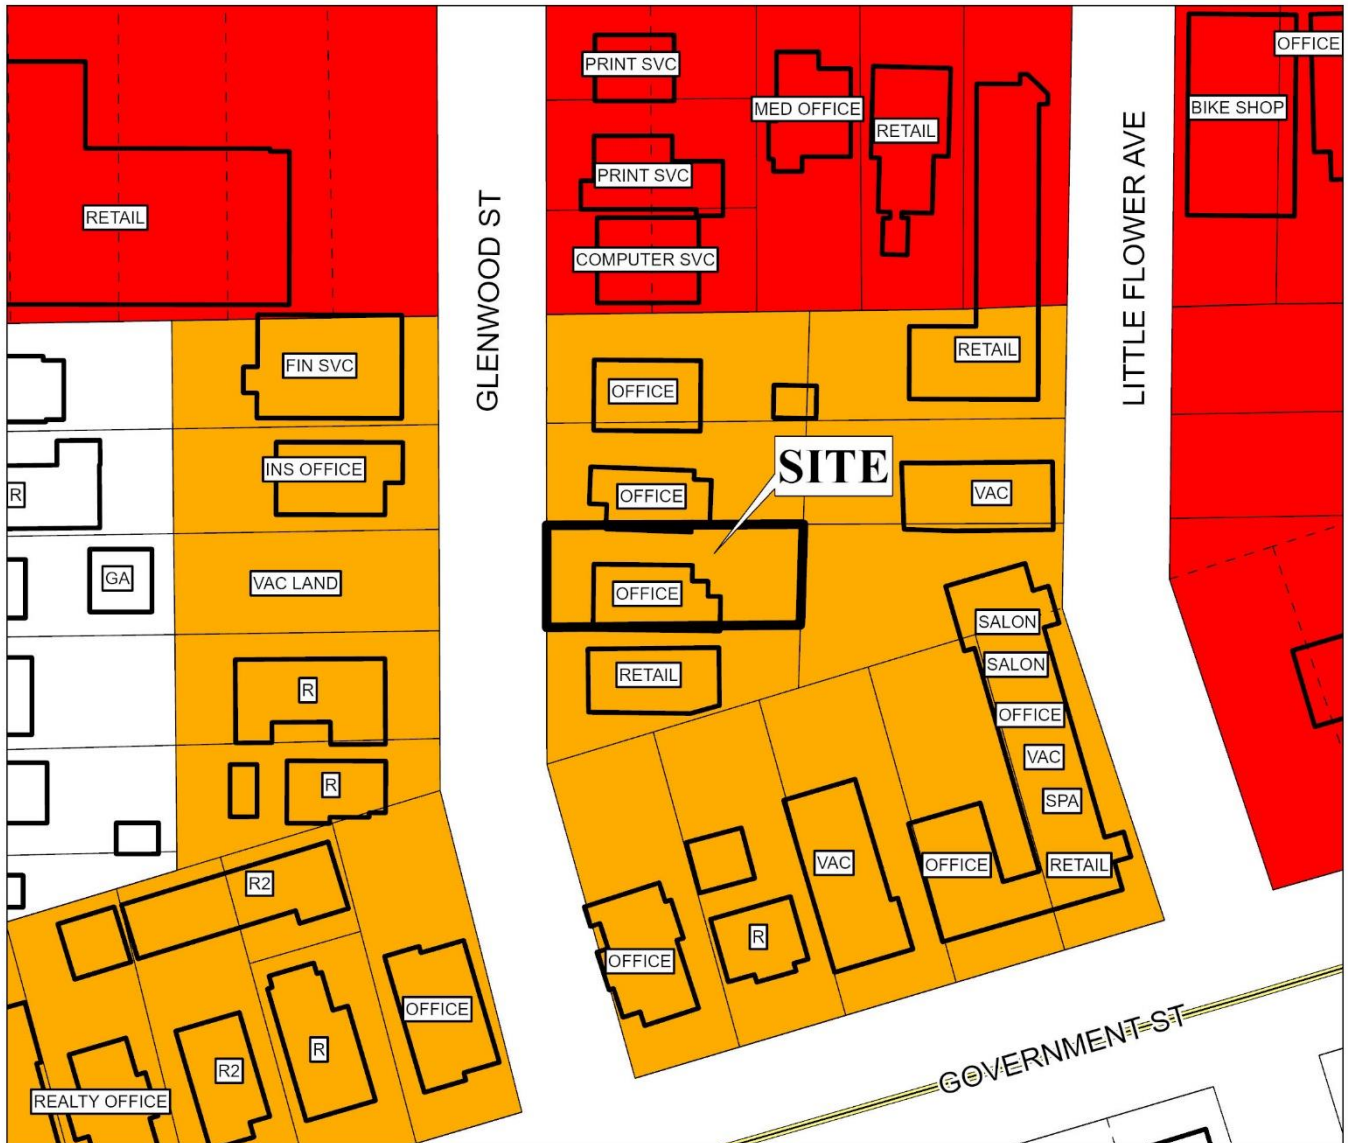 PRINT SVC
OFFICE
MED OFFICE
BIKE SHOP
RETAIL
PRINT SVC
RETAIL
COMPUTER SVC
GLENWOOD ST
LITTLE FLOWER AVE
RETAIL
FIN SVC
OFFICE
SITE
INS OFFICE
R
OFFICE
VAC
GA
VAC LAND
OFFICE
SALON
SALON
RETAIL
R
OFFICE
VAC
R
SPA
VAC
OFFICE
RETAIL
R2
R
OFFICE
OFFICE
R
R2
REALTY OFFICE
GOVERNMENT ST